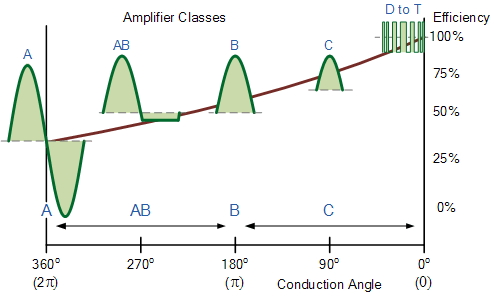 Amplifier Classes
D to T
Efficiency
A
AB
B
C
100%
75%
50%
25%
0%
A
AB
B
C
360°
270°
180°
90°
0°
(2π)
(π)
Conduction Angle
(0)